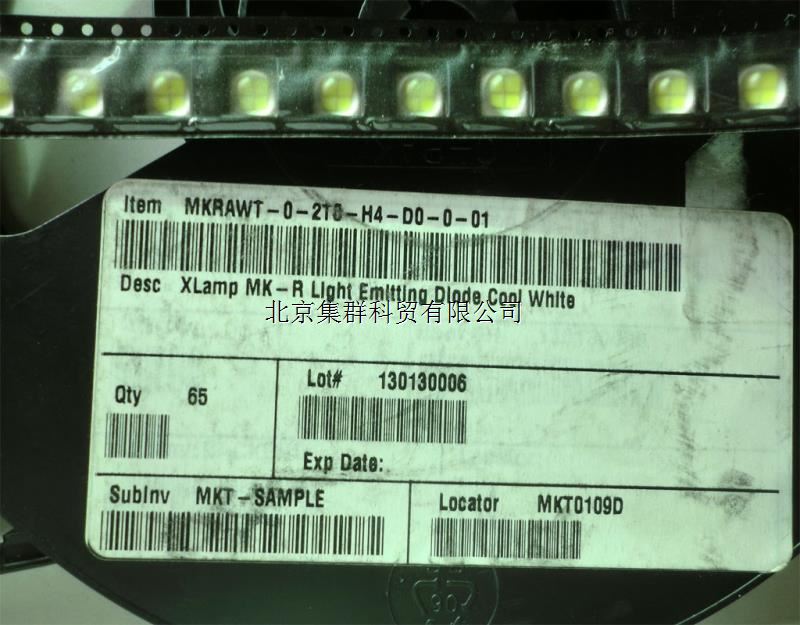 Item MKRAWT-0-2T0-H4-D0-0-01
Desc XLamp MK-R Light Emitting Diode Cool White
北京集群科贸有限公司
Qty 65
Lot# 130130006
Exp Date:
SubInv MKT-SAMPLE
Locator MKT0109D